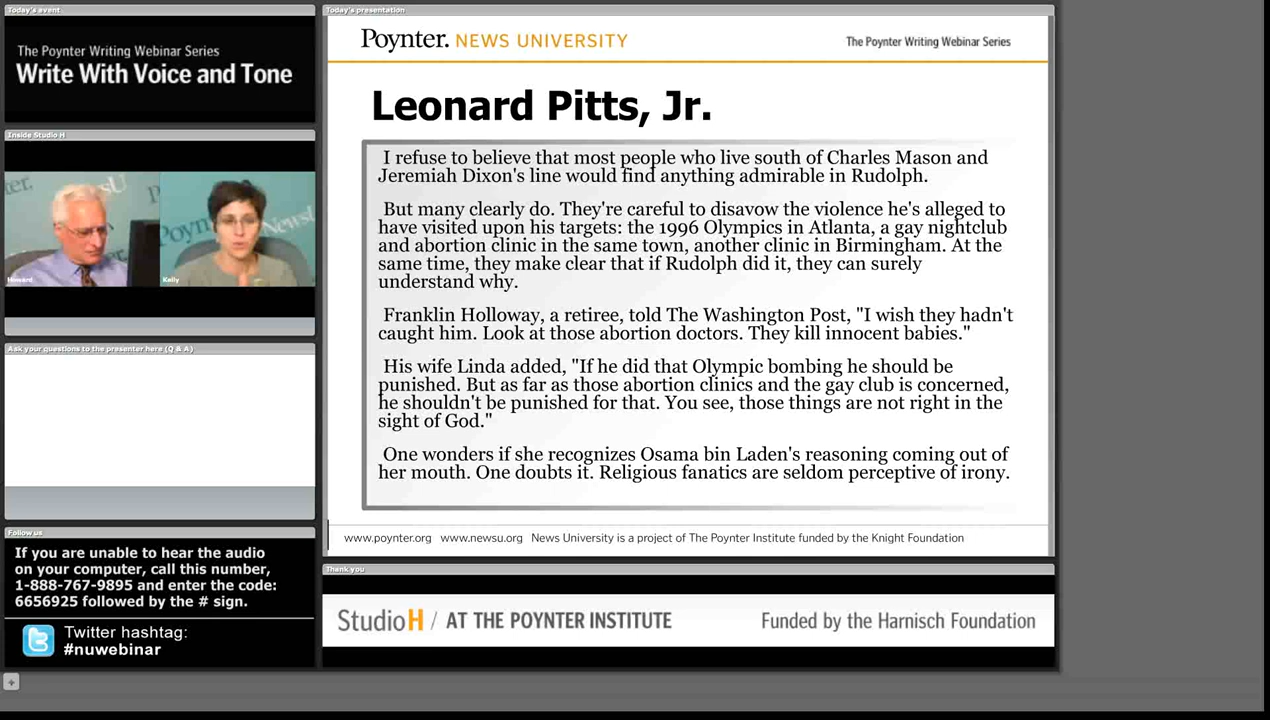 Today's event
The Poynter Writing Webinar Series
Write With Voice and Tone
Inside Studio H
Howard
Kelly
Ask your questions to the presenter here (Q & A)
Follow us
If you are unable to hear the audio
on your computer, call this number,
1-888-767-9895 and enter the code:
6656925 followed by the # sign.
Twitter hashtag:
#nuwebinar
Today's presentation
Poynter. NEWS UNIVERSITY
The Poynter Writing Webinar Series
Leonard Pitts, Jr.
I refuse to believe that most people who live south of Charles Mason and
Jeremiah Dixon's line would find anything admirable in Rudolph.
But many clearly do. They're careful to disavow the violence he's alleged to
have visited upon his targets: the 1996 Olympics in Atlanta, a gay nightclub
and abortion clinic in the same town, another clinic in Birmingham. At the
same time, they make clear that if Rudolph did it, they can surely
understand why.
Franklin Holloway, a retiree, told The Washington Post, "I wish they hadn't
caught him. Look at those abortion doctors. They kill innocent babies."
His wife Linda added, "If he did that Olympic bombing he should be
punished. But as far as those abortion clinics and the gay club is concerned,
he shouldn't be punished for that. You see, those things are not right in the
sight of God."
One wonders if she recognizes Osama bin Laden's reasoning coming out of
her mouth. One doubts it. Religious fanatics are seldom perceptive of irony.
www.poynter.org www.newsu.org News University is a project of The Poynter Institute funded by the Knight Foundation
Thank you
StudioH / AT THE POYNTER INSTITUTE
Funded by the Harnisch Foundation